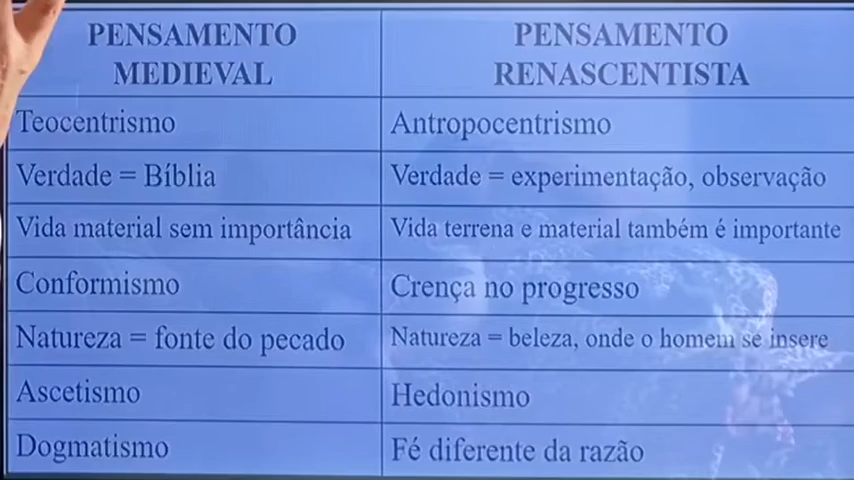 PENSAMENTO MEDIEVAL
PENSAMENTO RENASCENTISTA
Teocentrismo
Antropocentrismo
Verdade = Bíblia
Verdade = experimentação, observação
Vida material sem importância
Vida terrena e material também é importante
Conformismo
Crença no progresso
Natureza = fonte do pecado
Natureza = beleza, onde o homem se insere
Ascetismo
Hedonismo
Dogmatismo
Fé diferente da razão